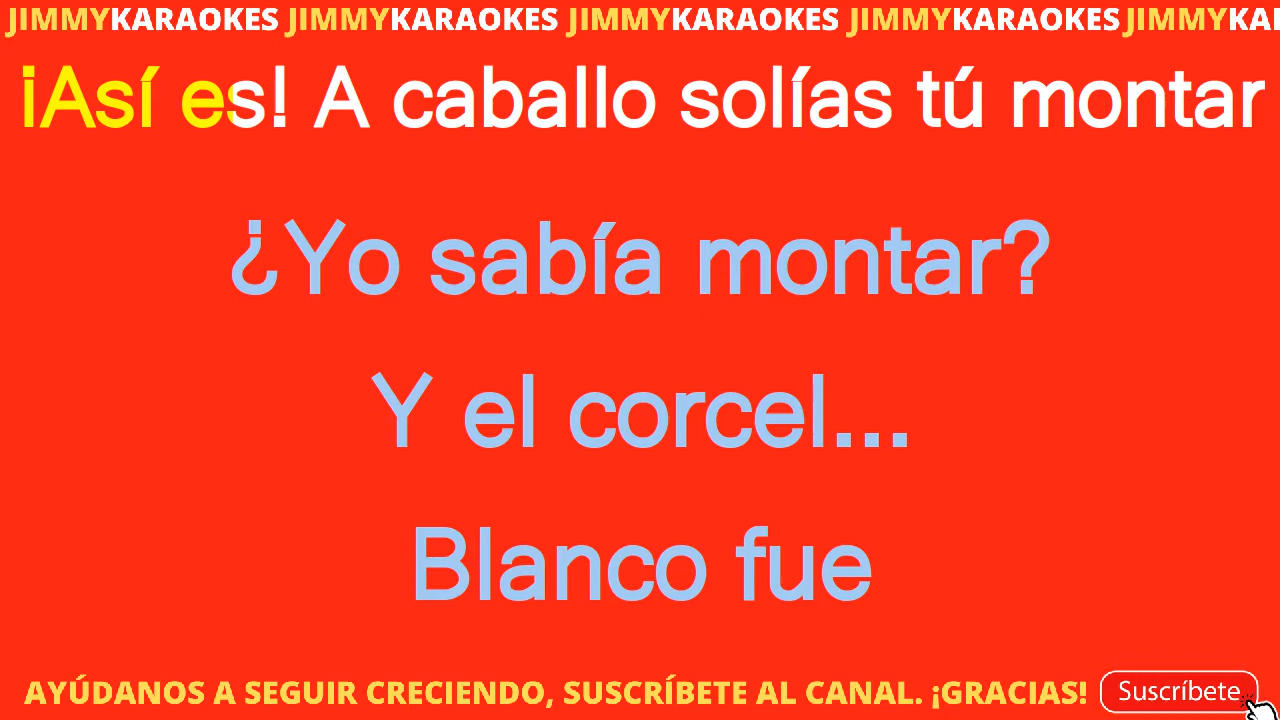 JIMMYKARAOKES JIMMYKARAOKES JIMMYKARAOKES JIMMYKARAOKES JIMMYKA
¡Así es! A caballo solías tú montar
¿Yo sabía montar?
Y el corcel...
Blanco fue
AYÚDANOS A SEGUIR CRECIENDO, SUSCRÍBETE AL CANAL. ¡GRACIAS! Suscríbete